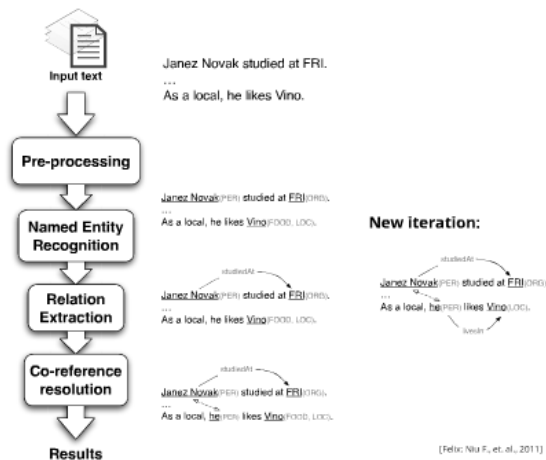 Input text
Janez Novak studied at FRI.
...
As a local, he likes Vino.
Pre-processing
Named Entity
Recognition
Janez Novak(PER) studied at FRI(ORG).
...
As a local, he likes Vino(FOOD, LOC).
Relation
Extraction
studiedAt
Janez Novak(PER) studied at FRI(ORG).
...
As a local, he likes Vino(FOOD, LOC).
Co-reference
resolution
studiedAt
Janez Novak(PER) studied at FRI(ORG).
...
As a local, he(PER) likes Vino(FOOD, LOC).
Results
New iteration:
studiedAt
Janez Novak(PER) studied at FRI(ORG)
...
As a local, he(PER) likes Vino(LOC).
livesIn
[Felix: Niu F., et. al., 2011]